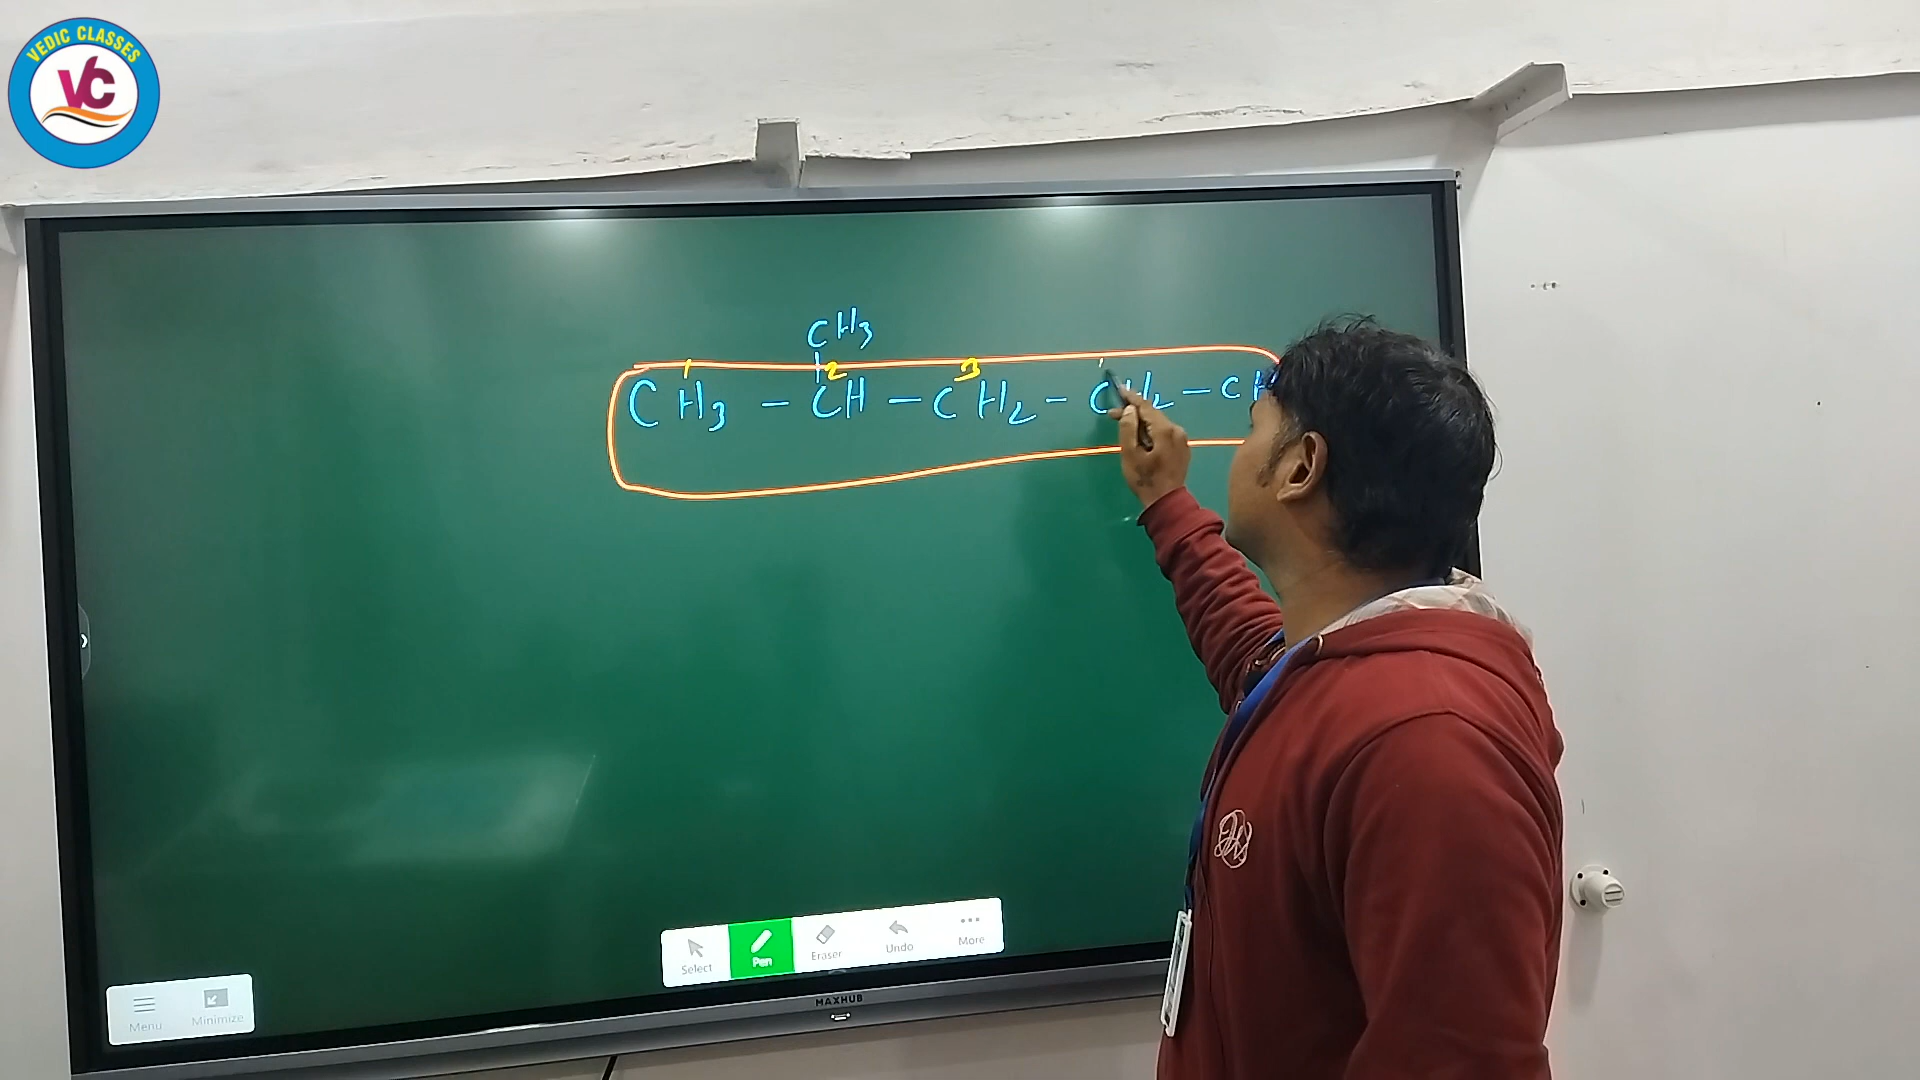 VEDIC CLASSES
VC
CH3
1 2 3
CH3 - CH - CH2 - CH2 - CH
Select Pen Eraser Undo More
Menu Minimize
MAXHUB